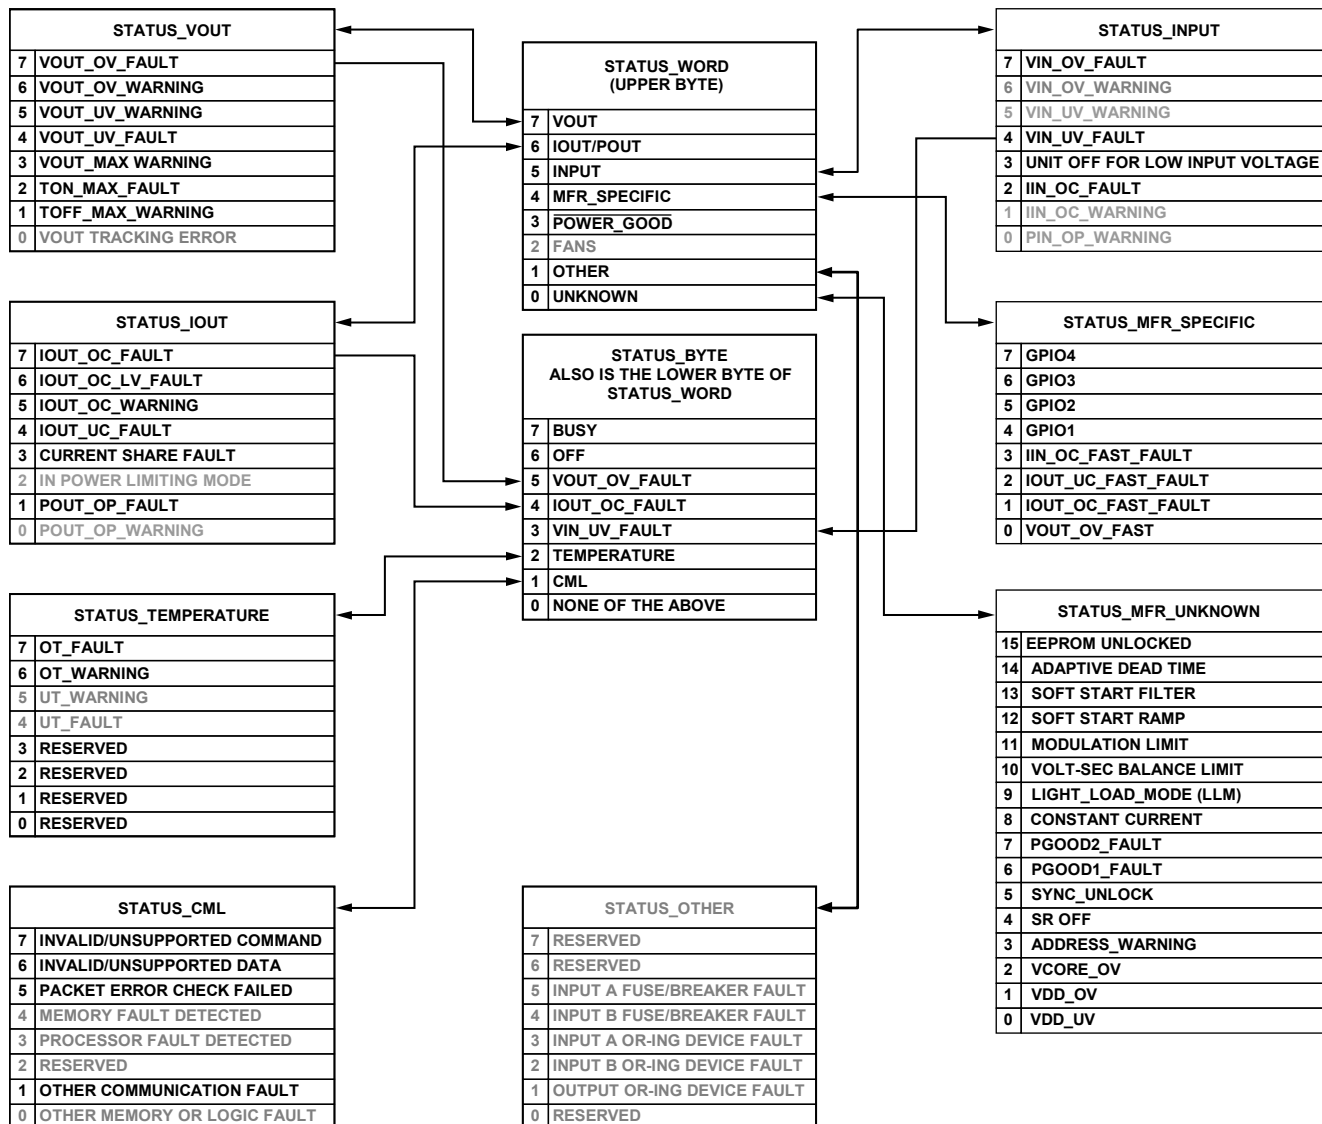 STATUS_VOUT
7 VOUT_OV_FAULT
6 VOUT_OV_WARNING
5 VOUT_UV_WARNING
4 VOUT_UV_FAULT
3 VOUT_MAX WARNING
2 TON_MAX_FAULT
1 TOFF_MAX_WARNING
0 VOUT TRACKING ERROR
STATUS_IOUT
7 IOUT_OC_FAULT
6 IOUT_OC_LV_FAULT
5 IOUT_OC_WARNING
4 IOUT_UC_FAULT
3 CURRENT SHARE FAULT
2 IN POWER LIMITING MODE
1 POUT_OP_FAULT
0 POUT_OP_WARNING
STATUS_TEMPERATURE
7 OT_FAULT
6 OT_WARNING
5 UT_WARNING
4 UT_FAULT
3 RESERVED
2 RESERVED
1 RESERVED
0 RESERVED
STATUS_CML
7 INVALID/UNSUPPORTED COMMAND
6 INVALID/UNSUPPORTED DATA
5 PACKET ERROR CHECK FAILED
4 MEMORY FAULT DETECTED
3 PROCESSOR FAULT DETECTED
2 RESERVED
1 OTHER COMMUNICATION FAULT
0 OTHER MEMORY OR LOGIC FAULT
STATUS_WORD
(UPPER BYTE)
7 VOUT
6 IOUT/POUT
5 INPUT
4 MFR_SPECIFIC
3 POWER_GOOD
2 FANS
1 OTHER
0 UNKNOWN
STATUS_BYTE
ALSO IS THE LOWER BYTE OF
STATUS_WORD
7 BUSY
6 OFF
5 VOUT_OV_FAULT
4 IOUT_OC_FAULT
3 VIN_UV_FAULT
2 TEMPERATURE
1 CML
0 NONE OF THE ABOVE
STATUS_OTHER
7 RESERVED
6 RESERVED
5 INPUT A FUSE/BREAKER FAULT
4 INPUT B FUSE/BREAKER FAULT
3 INPUT A OR-ING DEVICE FAULT
2 INPUT B OR-ING DEVICE FAULT
1 OUTPUT OR-ING DEVICE FAULT
0 RESERVED
STATUS_INPUT
7 VIN_OV_FAULT
6 VIN_OV_WARNING
5 VIN_UV_WARNING
4 VIN_UV_FAULT
3 UNIT OFF FOR LOW INPUT VOLTAGE
2 IIN_OC_FAULT
1 IIN_OC_WARNING
0 PIN_OP_WARNING
STATUS_MFR_SPECIFIC
7 GPIO4
6 GPIO3
5 GPIO2
4 GPIO1
3 IIN_OC_FAST_FAULT
2 IOUT_UC_FAST_FAULT
1 IOUT_OC_FAST_FAULT
0 VOUT_OV_FAST
STATUS_MFR_UNKNOWN
15 EEPROM UNLOCKED
14 ADAPTIVE DEAD TIME
13 SOFT START FILTER
12 SOFT START RAMP
11 MODULATION LIMIT
10 VOLT-SEC BALANCE LIMIT
9 LIGHT_LOAD_MODE (LLM)
8 CONSTANT CURRENT
7 PGOOD2_FAULT
6 PGOOD1_FAULT
5 SYNC_UNLOCK
4 SR OFF
3 ADDRESS_WARNING
2 VCORE_OV
1 VDD_OV
0 VDD_UV